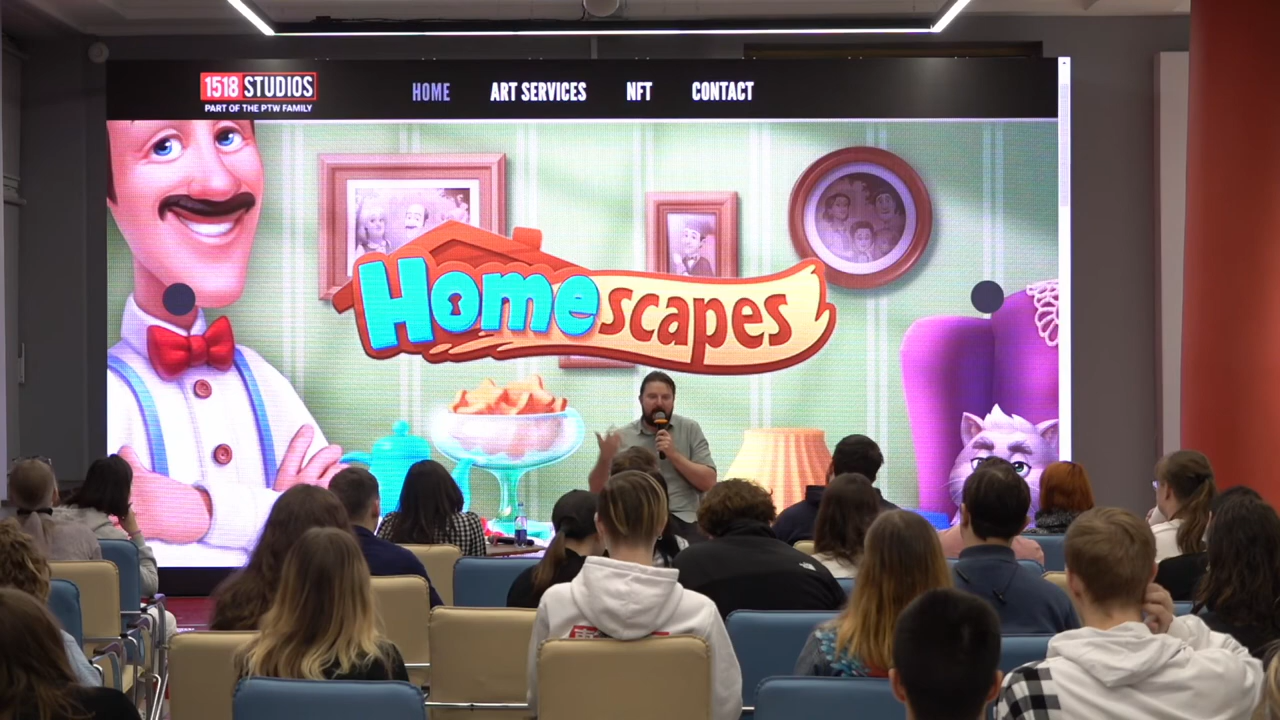 1518 STUDIOS
PART OF THE PTW FAMILY
HOME ART SERVICES NFT CONTACT
Homescapes